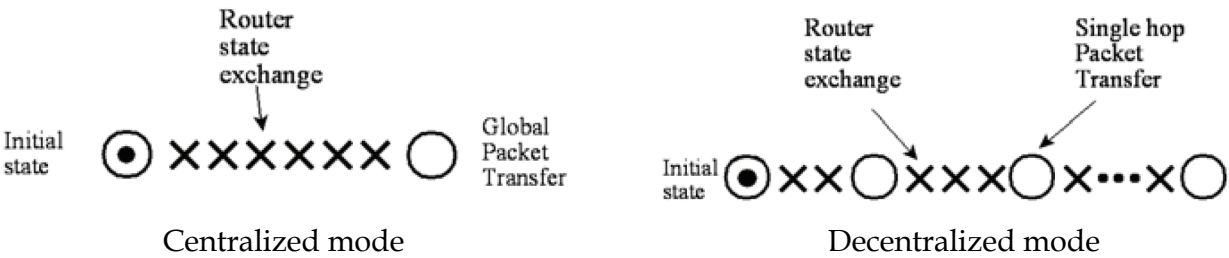 Router
state
exchange
Initial
state
Global
Packet
Transfer
Centralized mode
Router
state
exchange
Single hop
Packet
Transfer
Initial
state
Decentralized mode